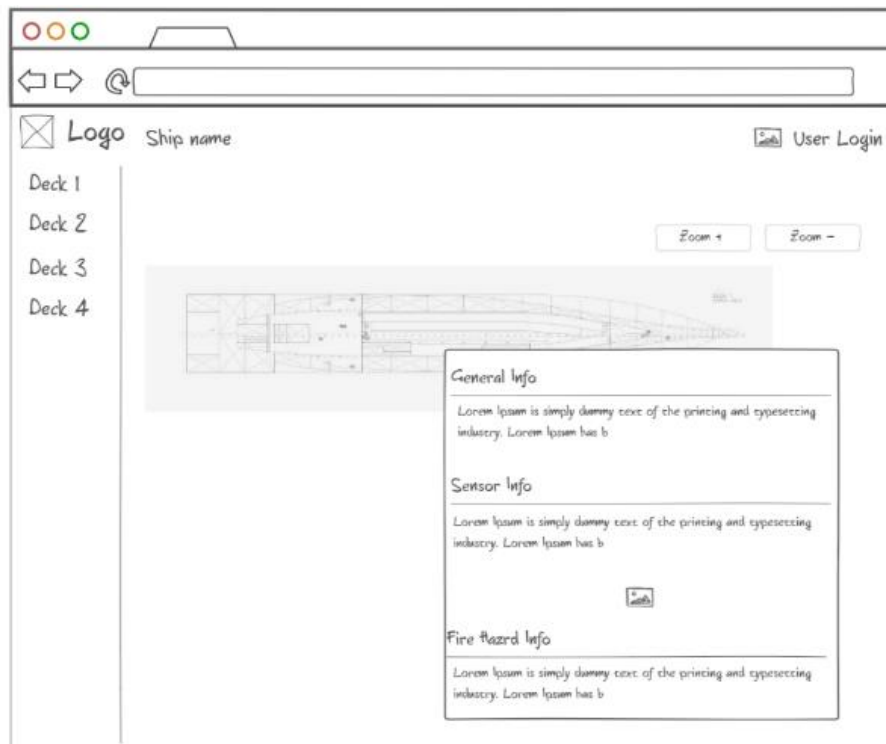 Logo
Ship name
User Login
Deck 1
Deck 2
Deck 3
Deck 4
Zoom +
Zoom -
General Info
Lorem Ipsum is simply dummy text of the printing and typesetting
industry. Lorem Ipsum has b
Sensor Info
Lorem Ipsum is simply dummy text of the printing and typesetting
industry. Lorem Ipsum has b
Fire Hazrd Info
Lorem Ipsum is simply dummy text of the printing and typesetting
industry. Lorem Ipsum has b